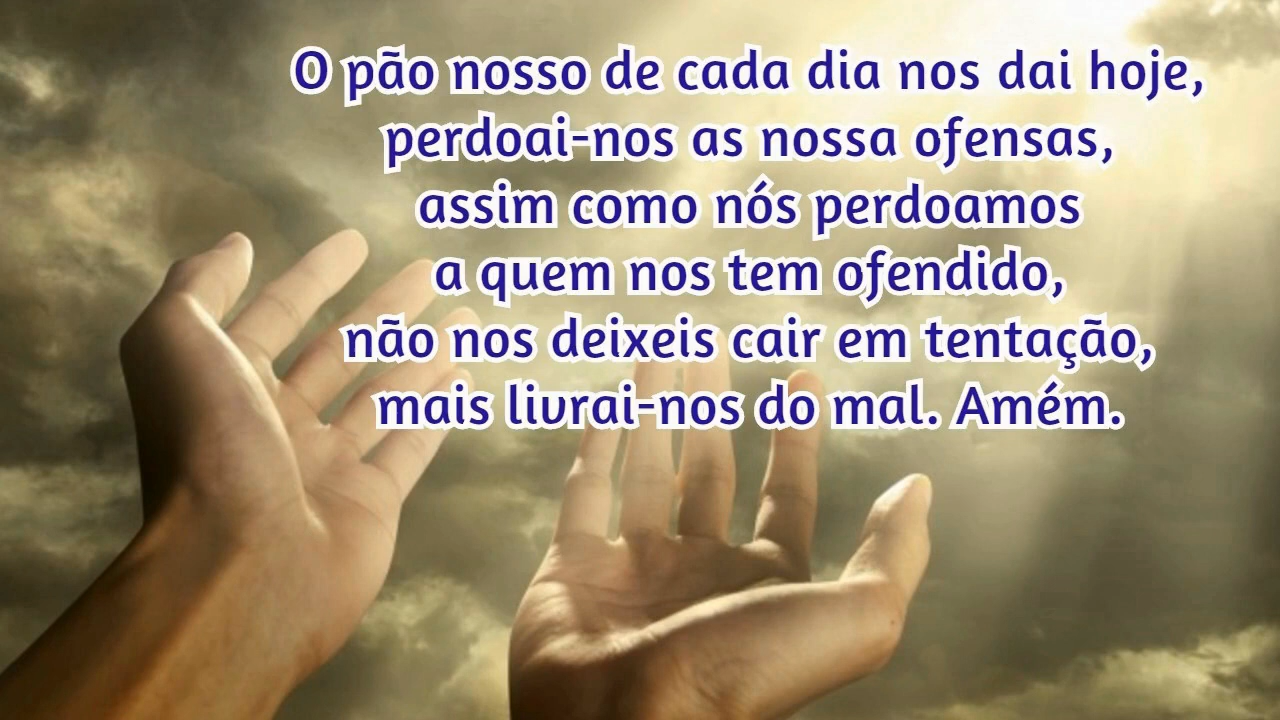 O pão nosso de cada dia nos dai hoje,
perdoai-nos as nossa ofensas,
assim como nós perdoamos
a quem nos tem ofendido,
não nos deixeis cair em tentação,
mais livrai-nos do mal. Amém.